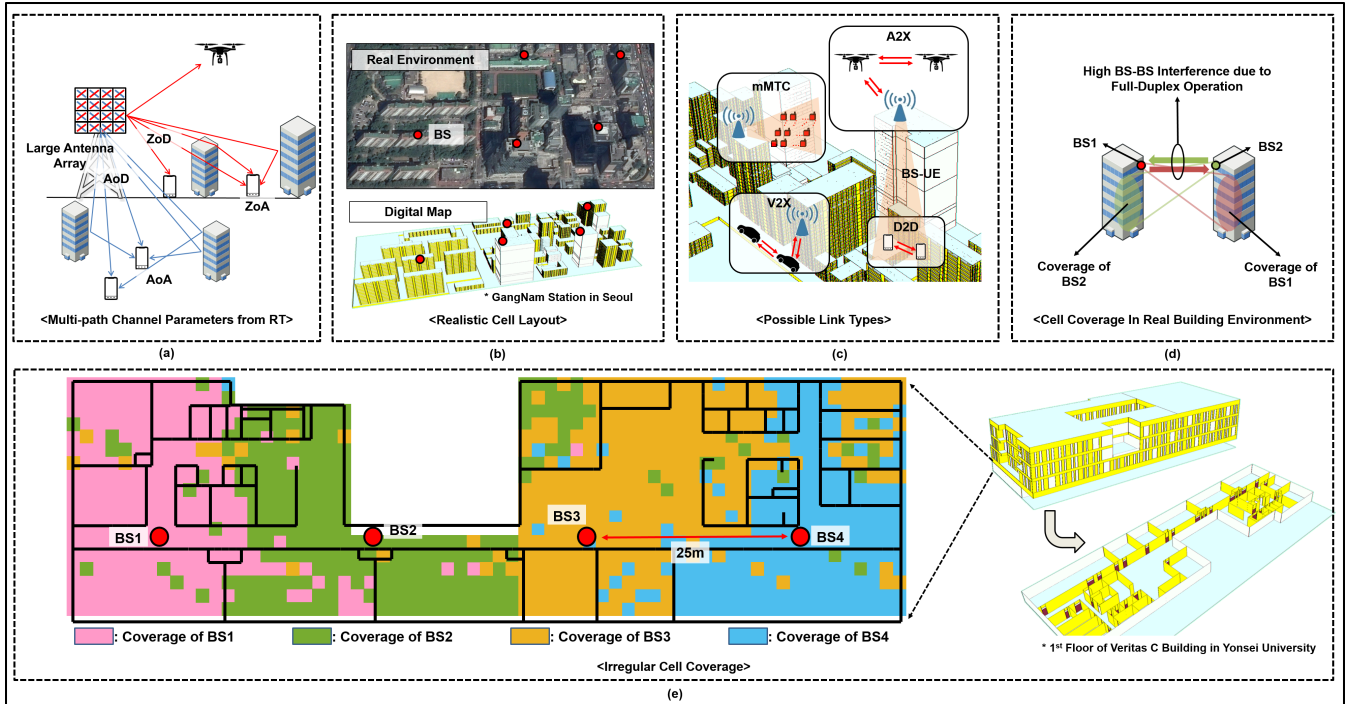 ZoD
Large Antenna
Array
AoD
ZoA
AoA
<Multi-path Channel Parameters from RT>
(a)
Real Environment
BS
Digital Map
* GangNam Station in Seoul
<Realistic Cell Layout>
(b)
A2X
mMTC
BS-UE
V2X
D2D
<Possible Link Types>
(c)
High BS-BS Interference due to
Full-Duplex Operation
BS1
BS2
Coverage of
BS2
Coverage of
BS1
<Cell Coverage In Real Building Environment>
(d)
BS1
BS2
BS3
BS4
25m
: Coverage of BS1
: Coverage of BS2
: Coverage of BS3
: Coverage of BS4
* 1st Floor of Veritas C Building in Yonsei University
<Irregular Cell Coverage>
(e)